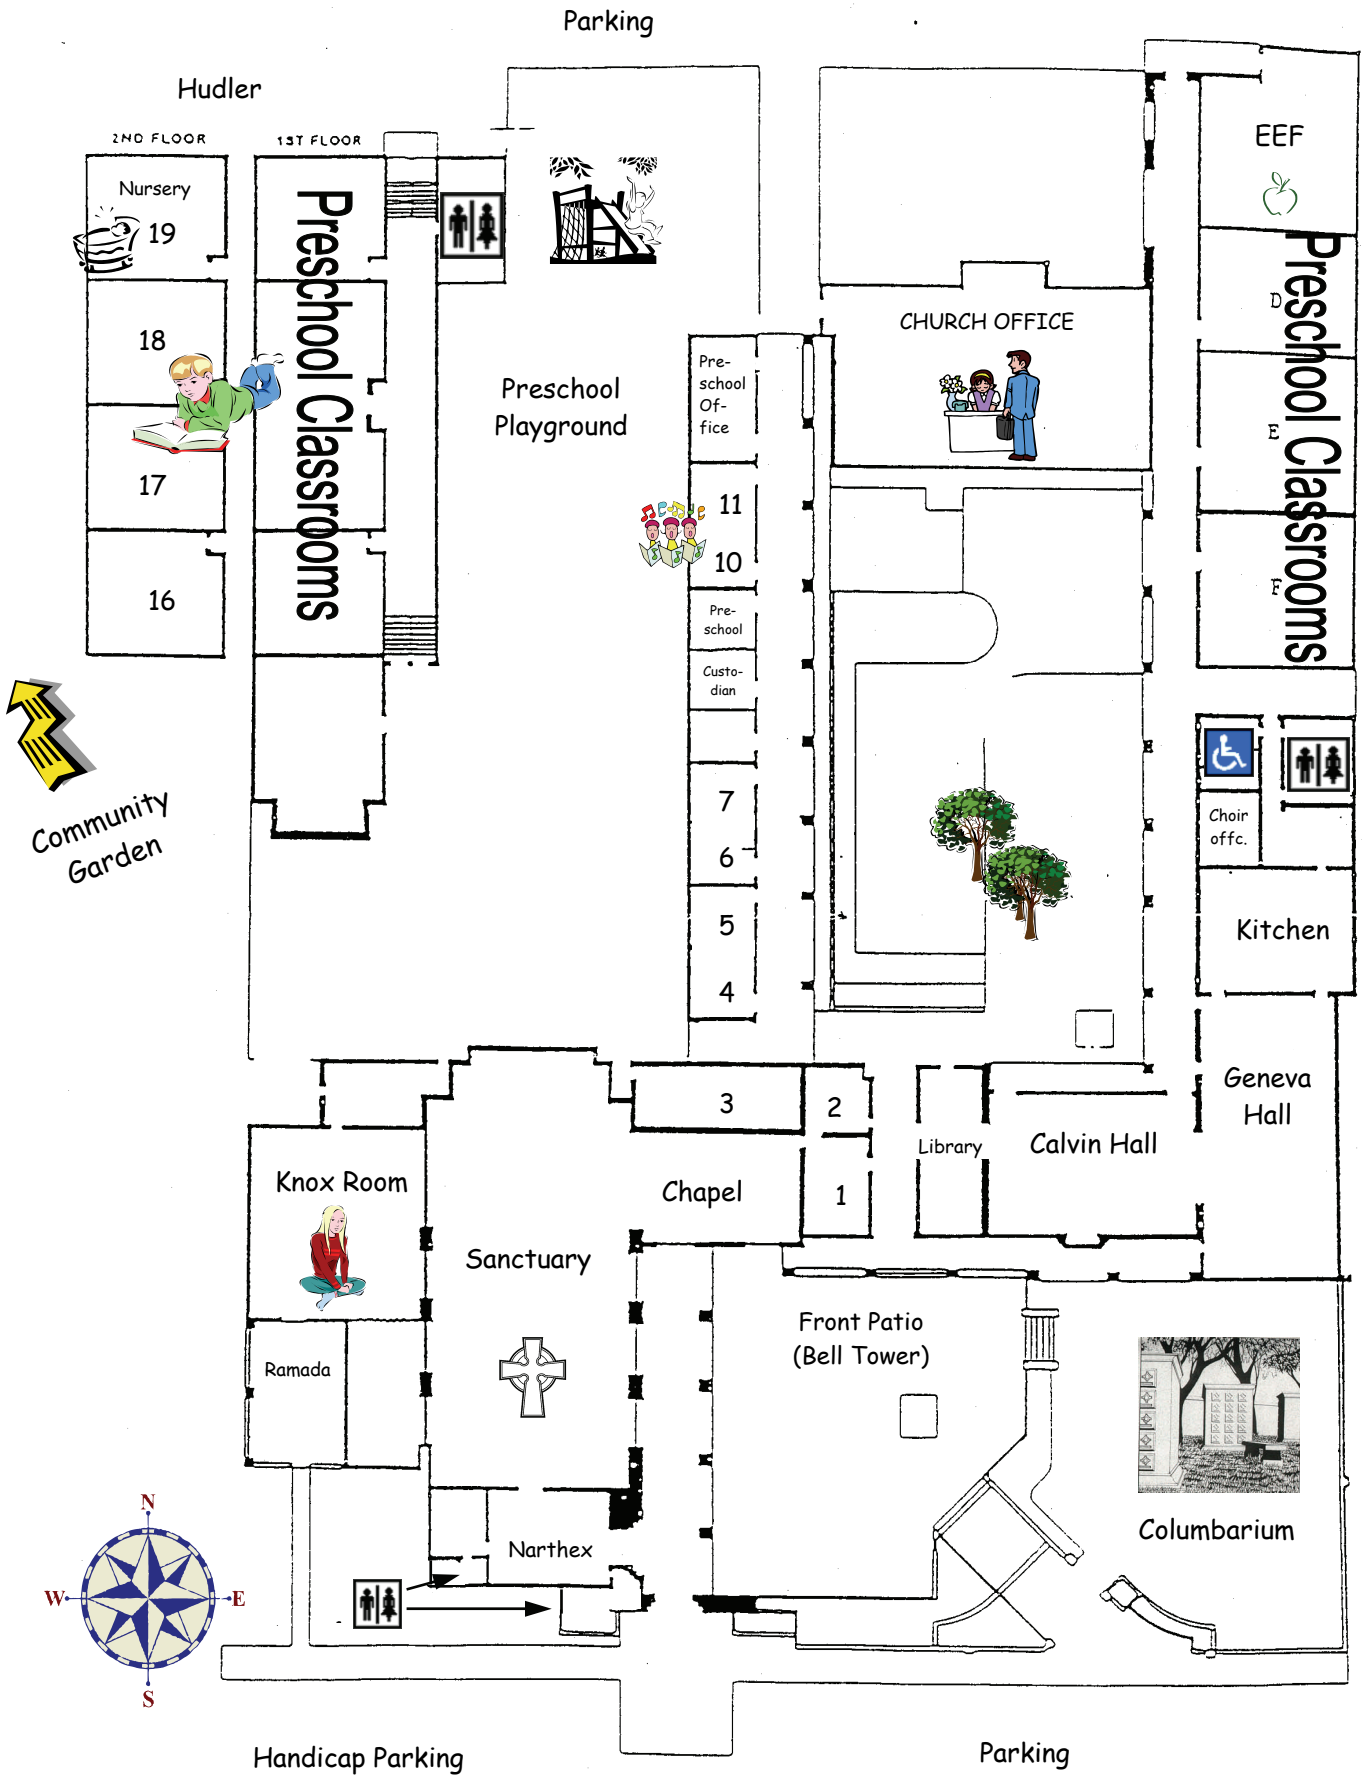 Parking
Hudler
2ND FLOOR
1ST FLOOR
Nursery
19
18
17
16
Preschool Classrooms
Preschool
Playground
Pre-
school
Of-
fice
11
10
Pre-
school
Custo-
dian
7
6
5
4
CHURCH OFFICE
EEF
D
E
F
Preschool Classrooms
Choir
offc.
Kitchen
Geneva
Hall
Community
Garden
3
2
1
Library
Calvin Hall
Knox Room
Chapel
Sanctuary
Ramada
Front Patio
(Bell Tower)
Columbarium
Narthex
N
W
E
S
Handicap Parking
Parking